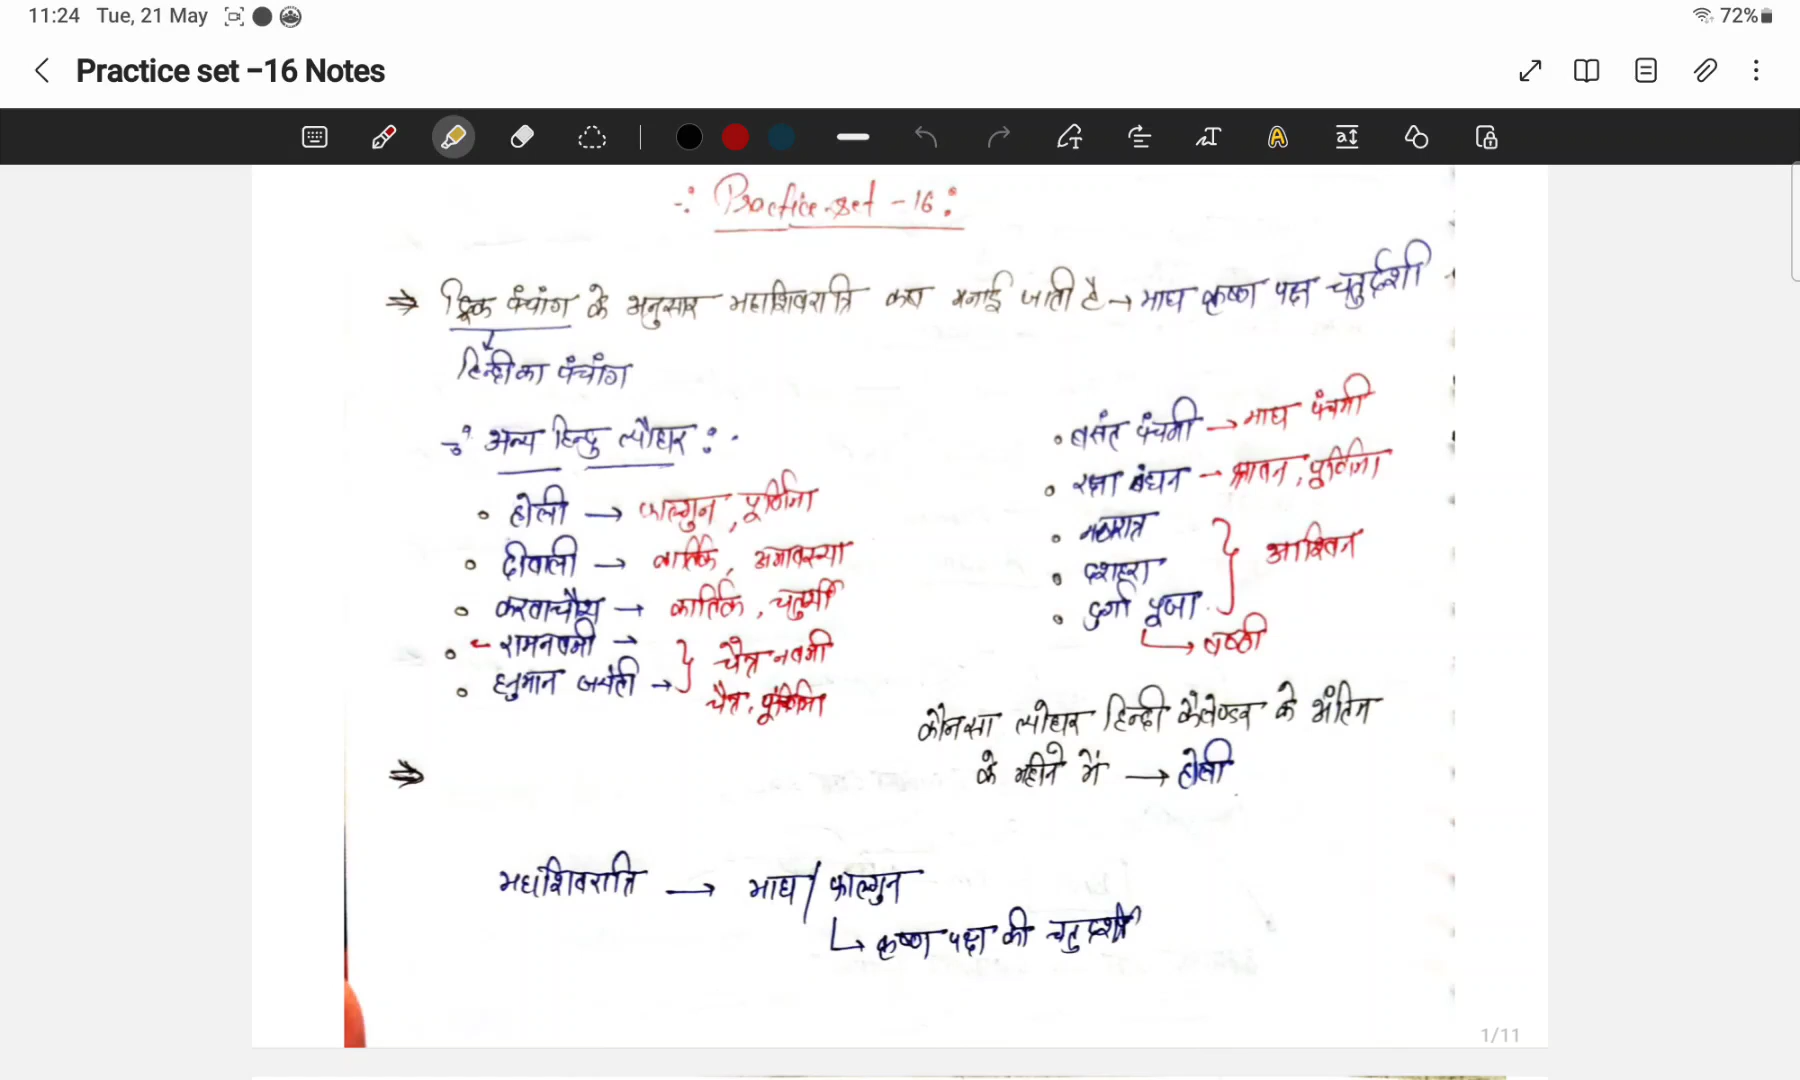 11:24 Tue, 21 May
72%
Practice set –16 Notes
Practice set - 16
द्रिक पंचांग के अनुसार महाशिवरात्रि कब मनाई जाती है → माघ कृष्ण पक्ष चतुर्दशी
हिन्दी का पंचांग
अन्य हिन्दु त्यौहार :
• होली → फाल्गुन, पूर्णिमा
• दीवाली → कार्तिक, अमावस्या
• करवाचौथ → कार्तिक, चतुर्थी
• रामनवमी → चैत्र नवमी
• हनुमान जयंती → चैत्र, पूर्णिमा
• बसंत पंचमी → माघ पंचमी
• रक्षा बंधन → श्रावन, पूर्णिमा
• नवरात्र
• दशहरा
• दुर्गा पूजा
आश्विन
↳ षष्ठी
कौनसा त्योहार हिन्दी कैलेण्डर के अंतिम
के महीने में → होली
महाशिवरात्रि → माघ / फाल्गुन
↳ कृष्ण पक्ष की चतुदर्शी
1/11